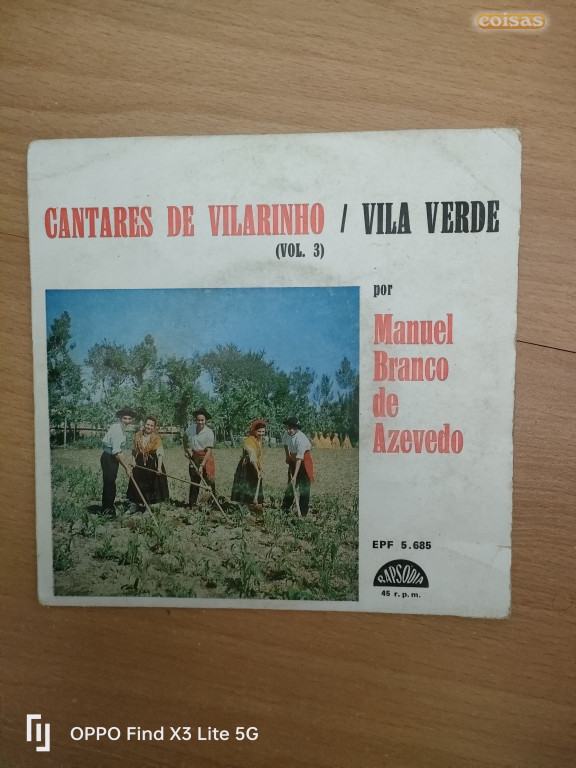 coisas
CANTARES DE VILARINHO / VILA VERDE
(VOL. 3)
por
Manuel
Branco
de
Azevedo
EPF 5.685
RAPSÓDIA
45 r.p.m.
OPPO Find X3 Lite 5G